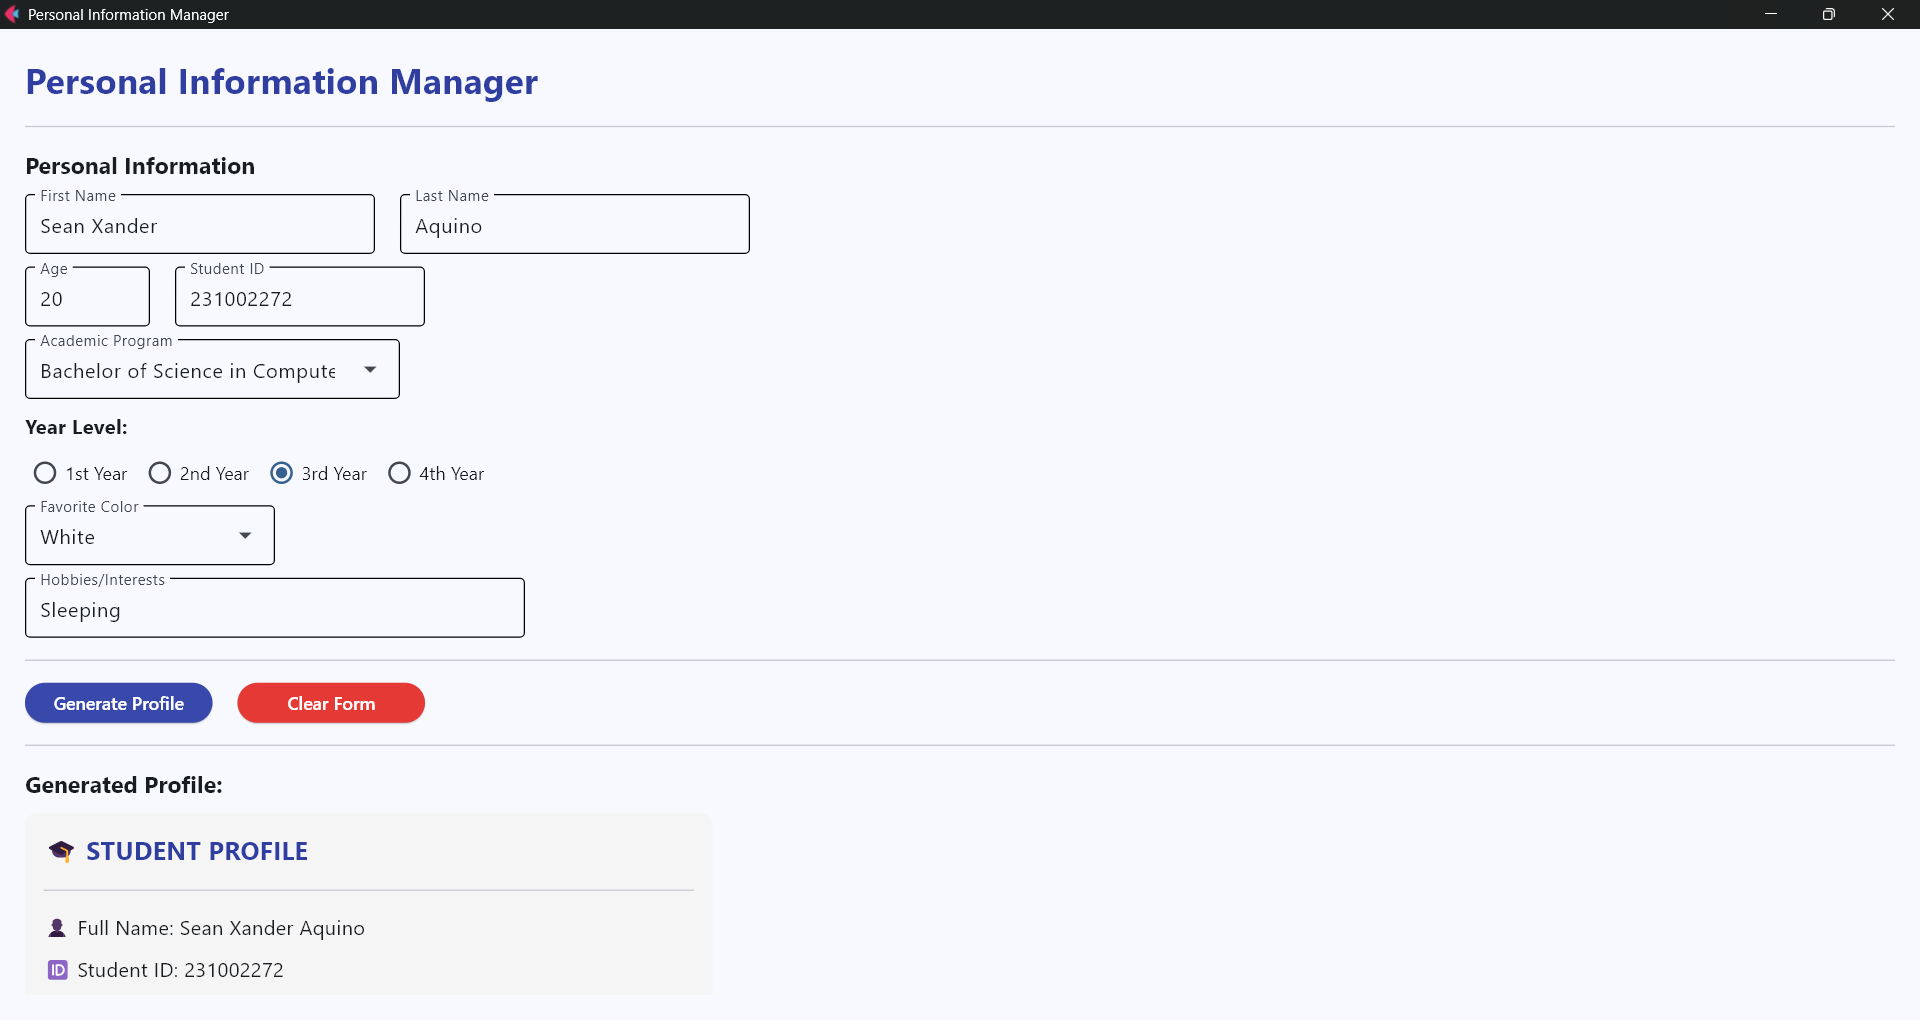 Personal Information Manager
Personal Information Manager
Personal Information
First Name
Last Name
Sean Xander
Aquino
Age
Student ID
20
231002272
Academic Program
Bachelor of Science in Compute
Year Level:
1st Year 2nd Year 3rd Year 4th Year
Favorite Color
White
Hobbies/Interests
Sleeping
Generate Profile
Clear Form
Generated Profile:
STUDENT PROFILE
Full Name: Sean Xander Aquino
ID Student ID: 231002272